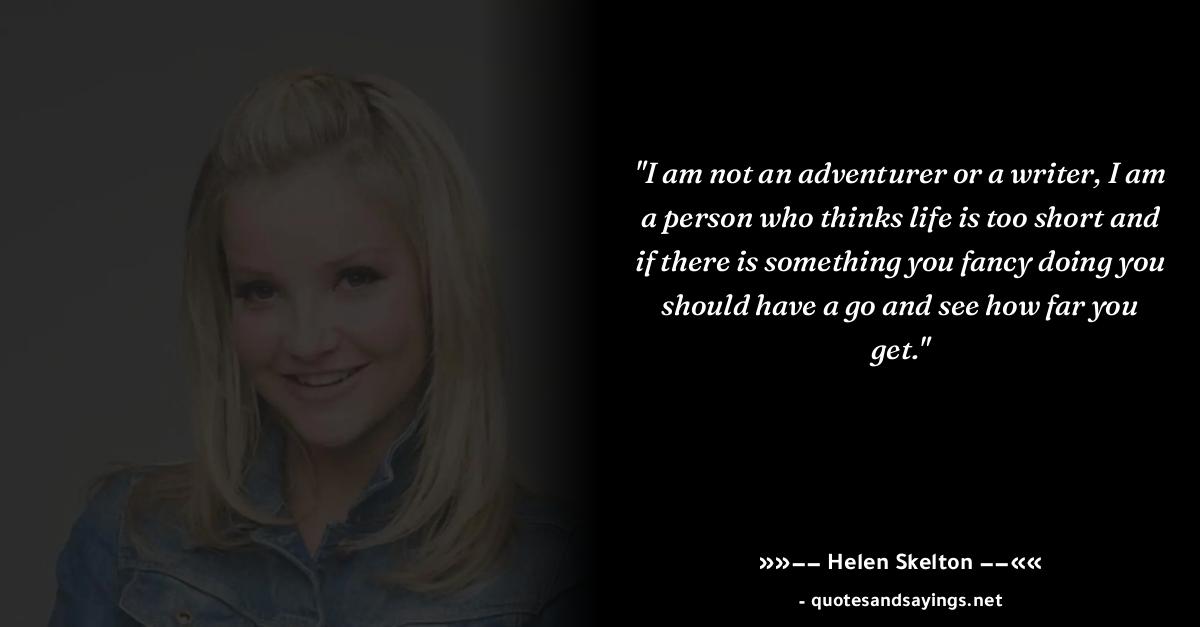 "I am not an adventurer or a writer, I am
a person who thinks life is too short and
if there is something you fancy doing you
should have a go and see how far you
get."
»»–– Helen Skelton ––««
- quotesandsayings.net